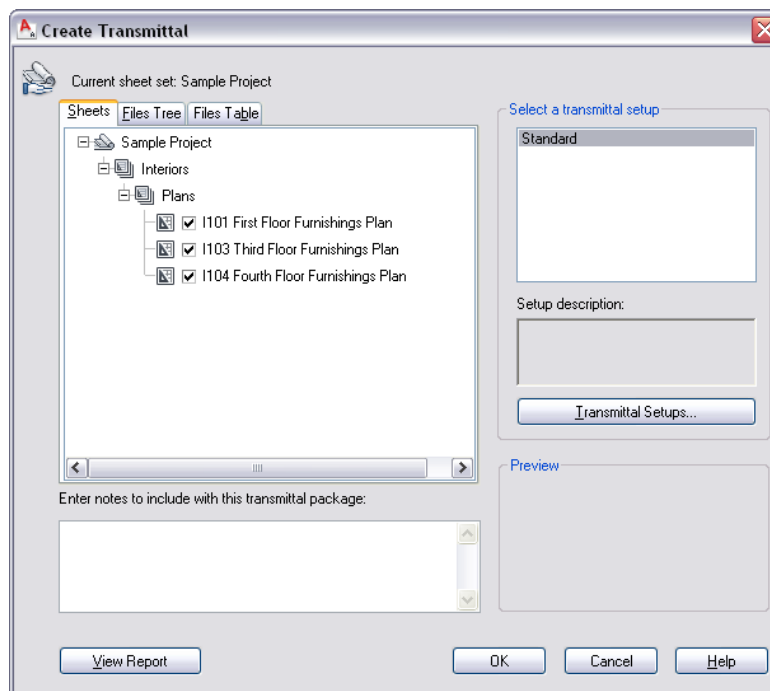 Create Transmittal
Current sheet set: Sample Project
Sheets
Files Tree
Files Table
Sample Project
Interiors
Plans
I101 First Floor Furnishings Plan
I103 Third Floor Furnishings Plan
I104 Fourth Floor Furnishings Plan
Enter notes to include with this transmittal package:
Select a transmittal setup
Standard
Setup description:
Transmittal Setups...
Preview
View Report
OK
Cancel
Help